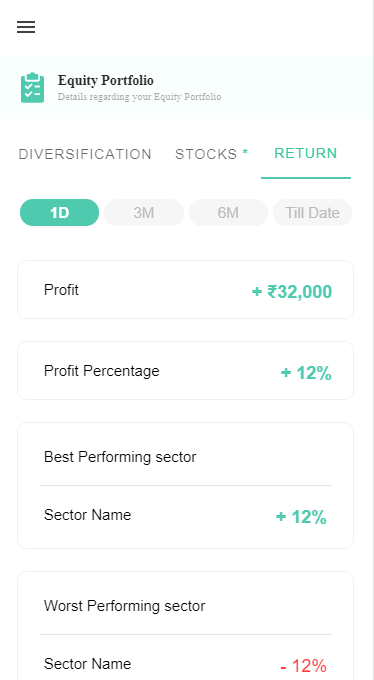 Equity Portfolio
Details regarding your Equity Portfolio
DIVERSIFICATION STOCKS * RETURN
1D 3M 6M Till Date
Profit + ₹32,000
Profit Percentage + 12%
Best Performing sector
Sector Name + 12%
Worst Performing sector
Sector Name - 12%